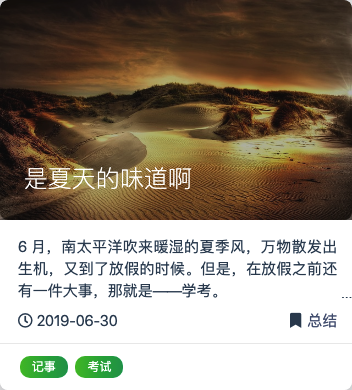 是夏天的味道啊
6 月，南太平洋吹来暖湿的夏季风，万物散发出
生机，又到了放假的时候。但是，在放假之前还
有一件大事，那就是——学考。
...
2019-06-30 总结
记事 考试